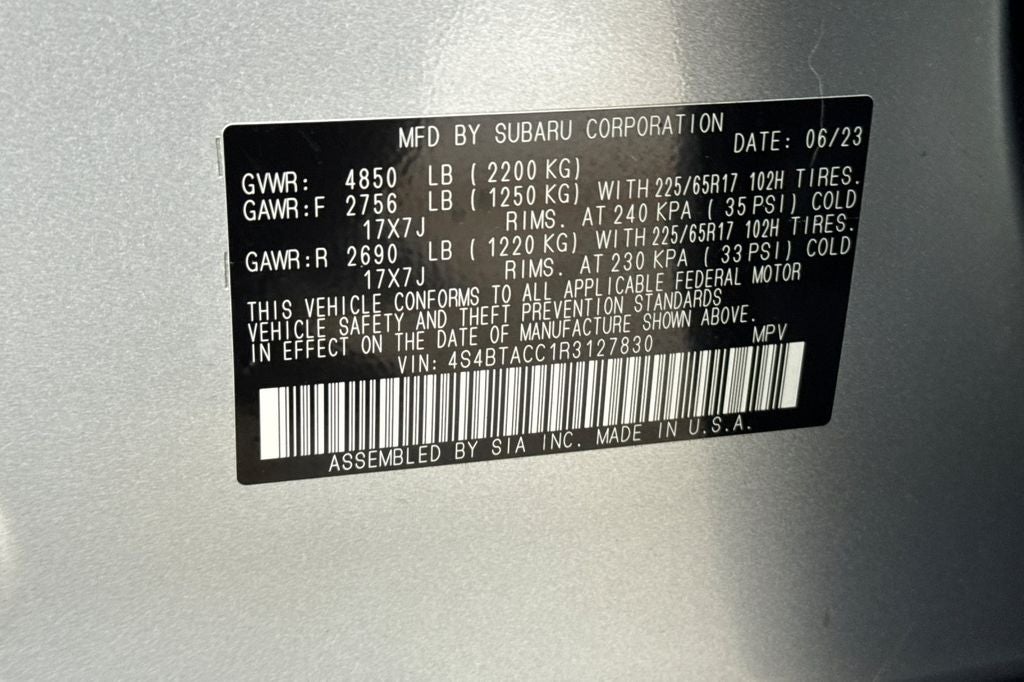 MFD BY SUBARU CORPORATION DATE: 06/23
GVWR: 4850 LB ( 2200 KG)
GAWR:F 2756 LB ( 1250 KG) WITH 225/65R17 102H TIRES.
17X7J RIMS. AT 240 KPA ( 35 PSI) COLD
GAWR:R 2690 LB ( 1220 KG) WITH 225/65R17 102H TIRES.
17X7J RIMS. AT 230 KPA ( 33 PSI) COLD
THIS VEHICLE CONFORMS TO ALL APPLICABLE FEDERAL MOTOR
VEHICLE SAFETY AND THEFT PREVENTION STANDARDS
IN EFFECT ON THE DATE OF MANUFACTURE SHOWN ABOVE.
VIN: 4S4BTACC1R3127830 MPV
ASSEMBLED BY SIA INC. MADE IN U.S.A.